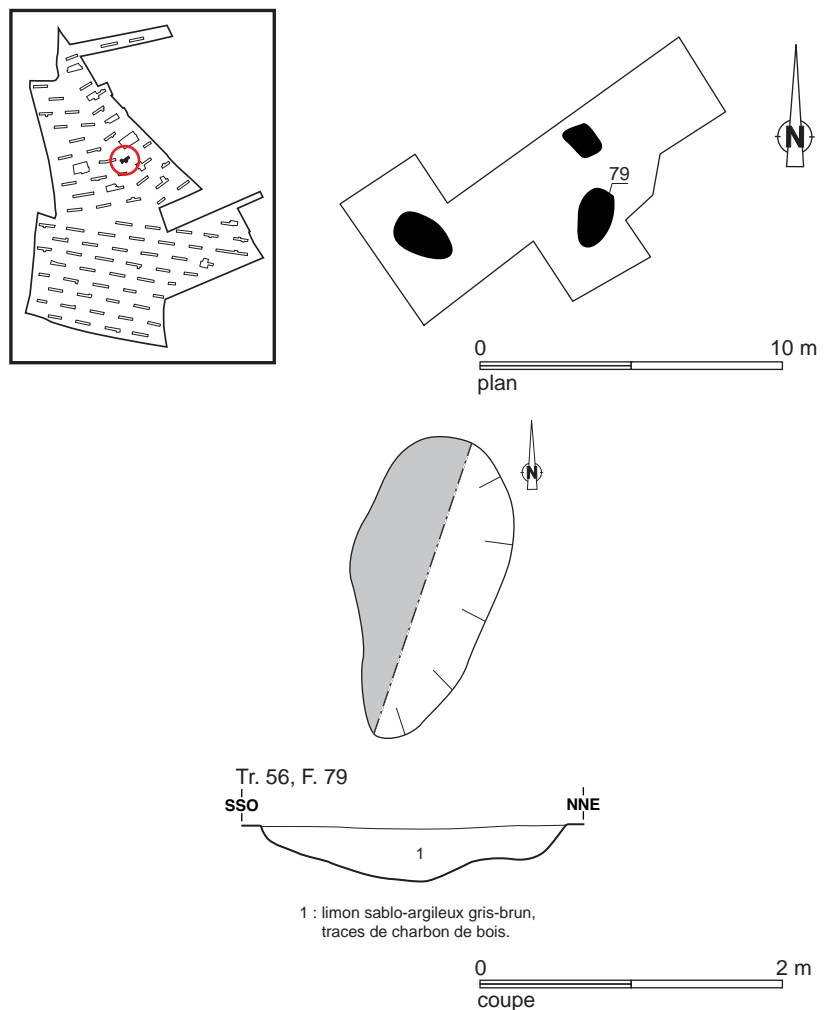 N
79
0 10 m
plan
N
Tr. 56, F. 79
SSO NNE
1
1 : limon sablo-argileux gris-brun,
traces de charbon de bois.
0 2 m
coupe